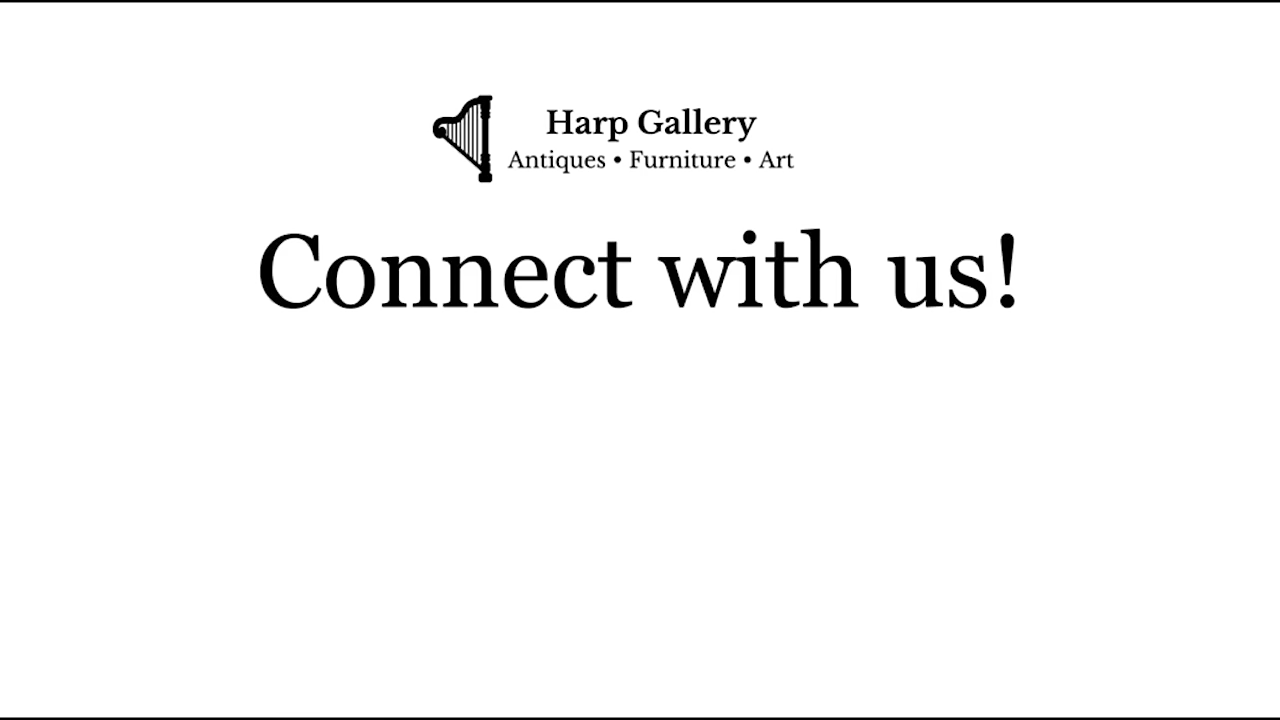 Harp Gallery
Antiques • Furniture • Art
Connect with us!